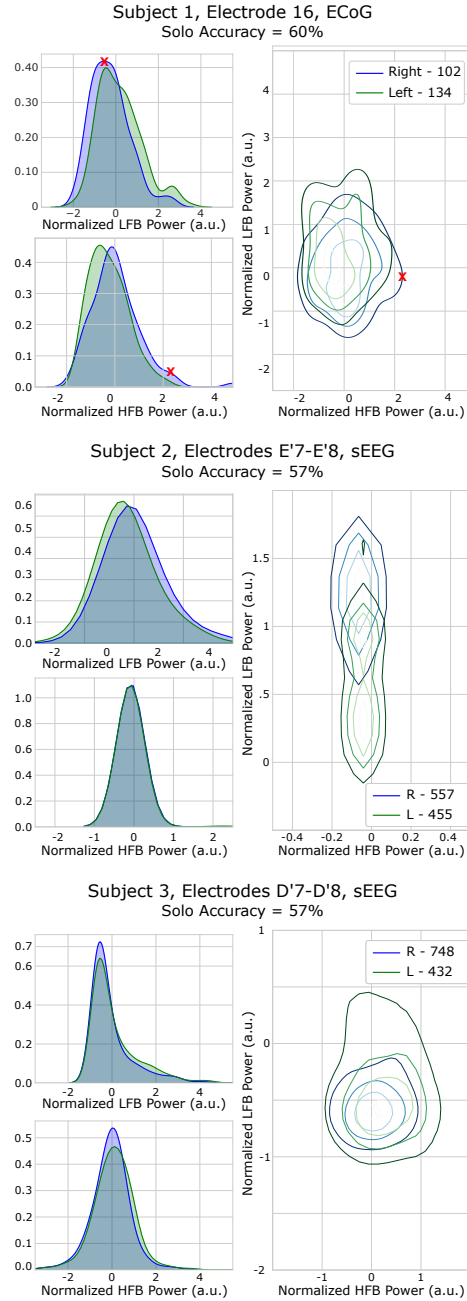 Subject 1, Electrode 16, ECoG
Solo Accuracy = 60%
0.40
0.30
0.20
0.10
0
−2 0 2 4
Normalized LFB Power (a.u.)
0.4
0.3
0.2
0.1
0.0
−2 0 2 4
Normalized HFB Power (a.u.)
Right - 102
Left - 134
4
3
2
1
0
-1
-2
−2 0 2 4
Normalized LFB Power (a.u.)
Normalized HFB Power (a.u.)
Subject 2, Electrodes E'7-E'8, sEEG
Solo Accuracy = 57%
0.6
0.5
0.4
0.3
0.2
0.1
0.0
−2 0 2 4
Normalized LFB Power (a.u.)
1.0
0.8
0.6
0.4
0.2
0.0
-2 −1 0 1 2
Normalized HFB Power (a.u.)
1.5
1
0.5
0
-0.4 -0.2 0 0.2 0.4
Normalized LFB Power (a.u.)
R - 557
L - 455
Normalized HFB Power (a.u.)
Subject 3, Electrodes D'7-D'8, sEEG
Solo Accuracy = 57%
0.7
0.6
0.4
0.2
0.0
−2 0 2 4
Normalized LFB Power (a.u.)
0.5
0.4
0.3
0.2
0.1
0.0
−2 0 2 4
Normalized HFB Power (a.u.)
R - 748
L - 432
1
0
-1
-2
-1 0 1
Normalized LFB Power (a.u.)
Normalized HFB Power (a.u.)